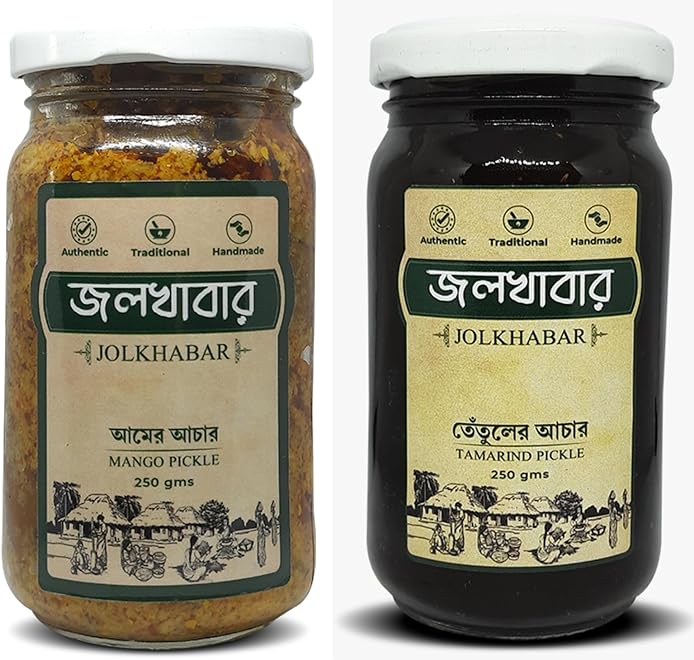 Authentic Traditional Handmade
জলখাবার
JOLKHABAR
আমের আচার
MANGO PICKLE
250 gms
Authentic Traditional Handmade
জলখাবার
JOLKHABAR
তেঁতুলের আচার
TAMARIND PICKLE
250 gms